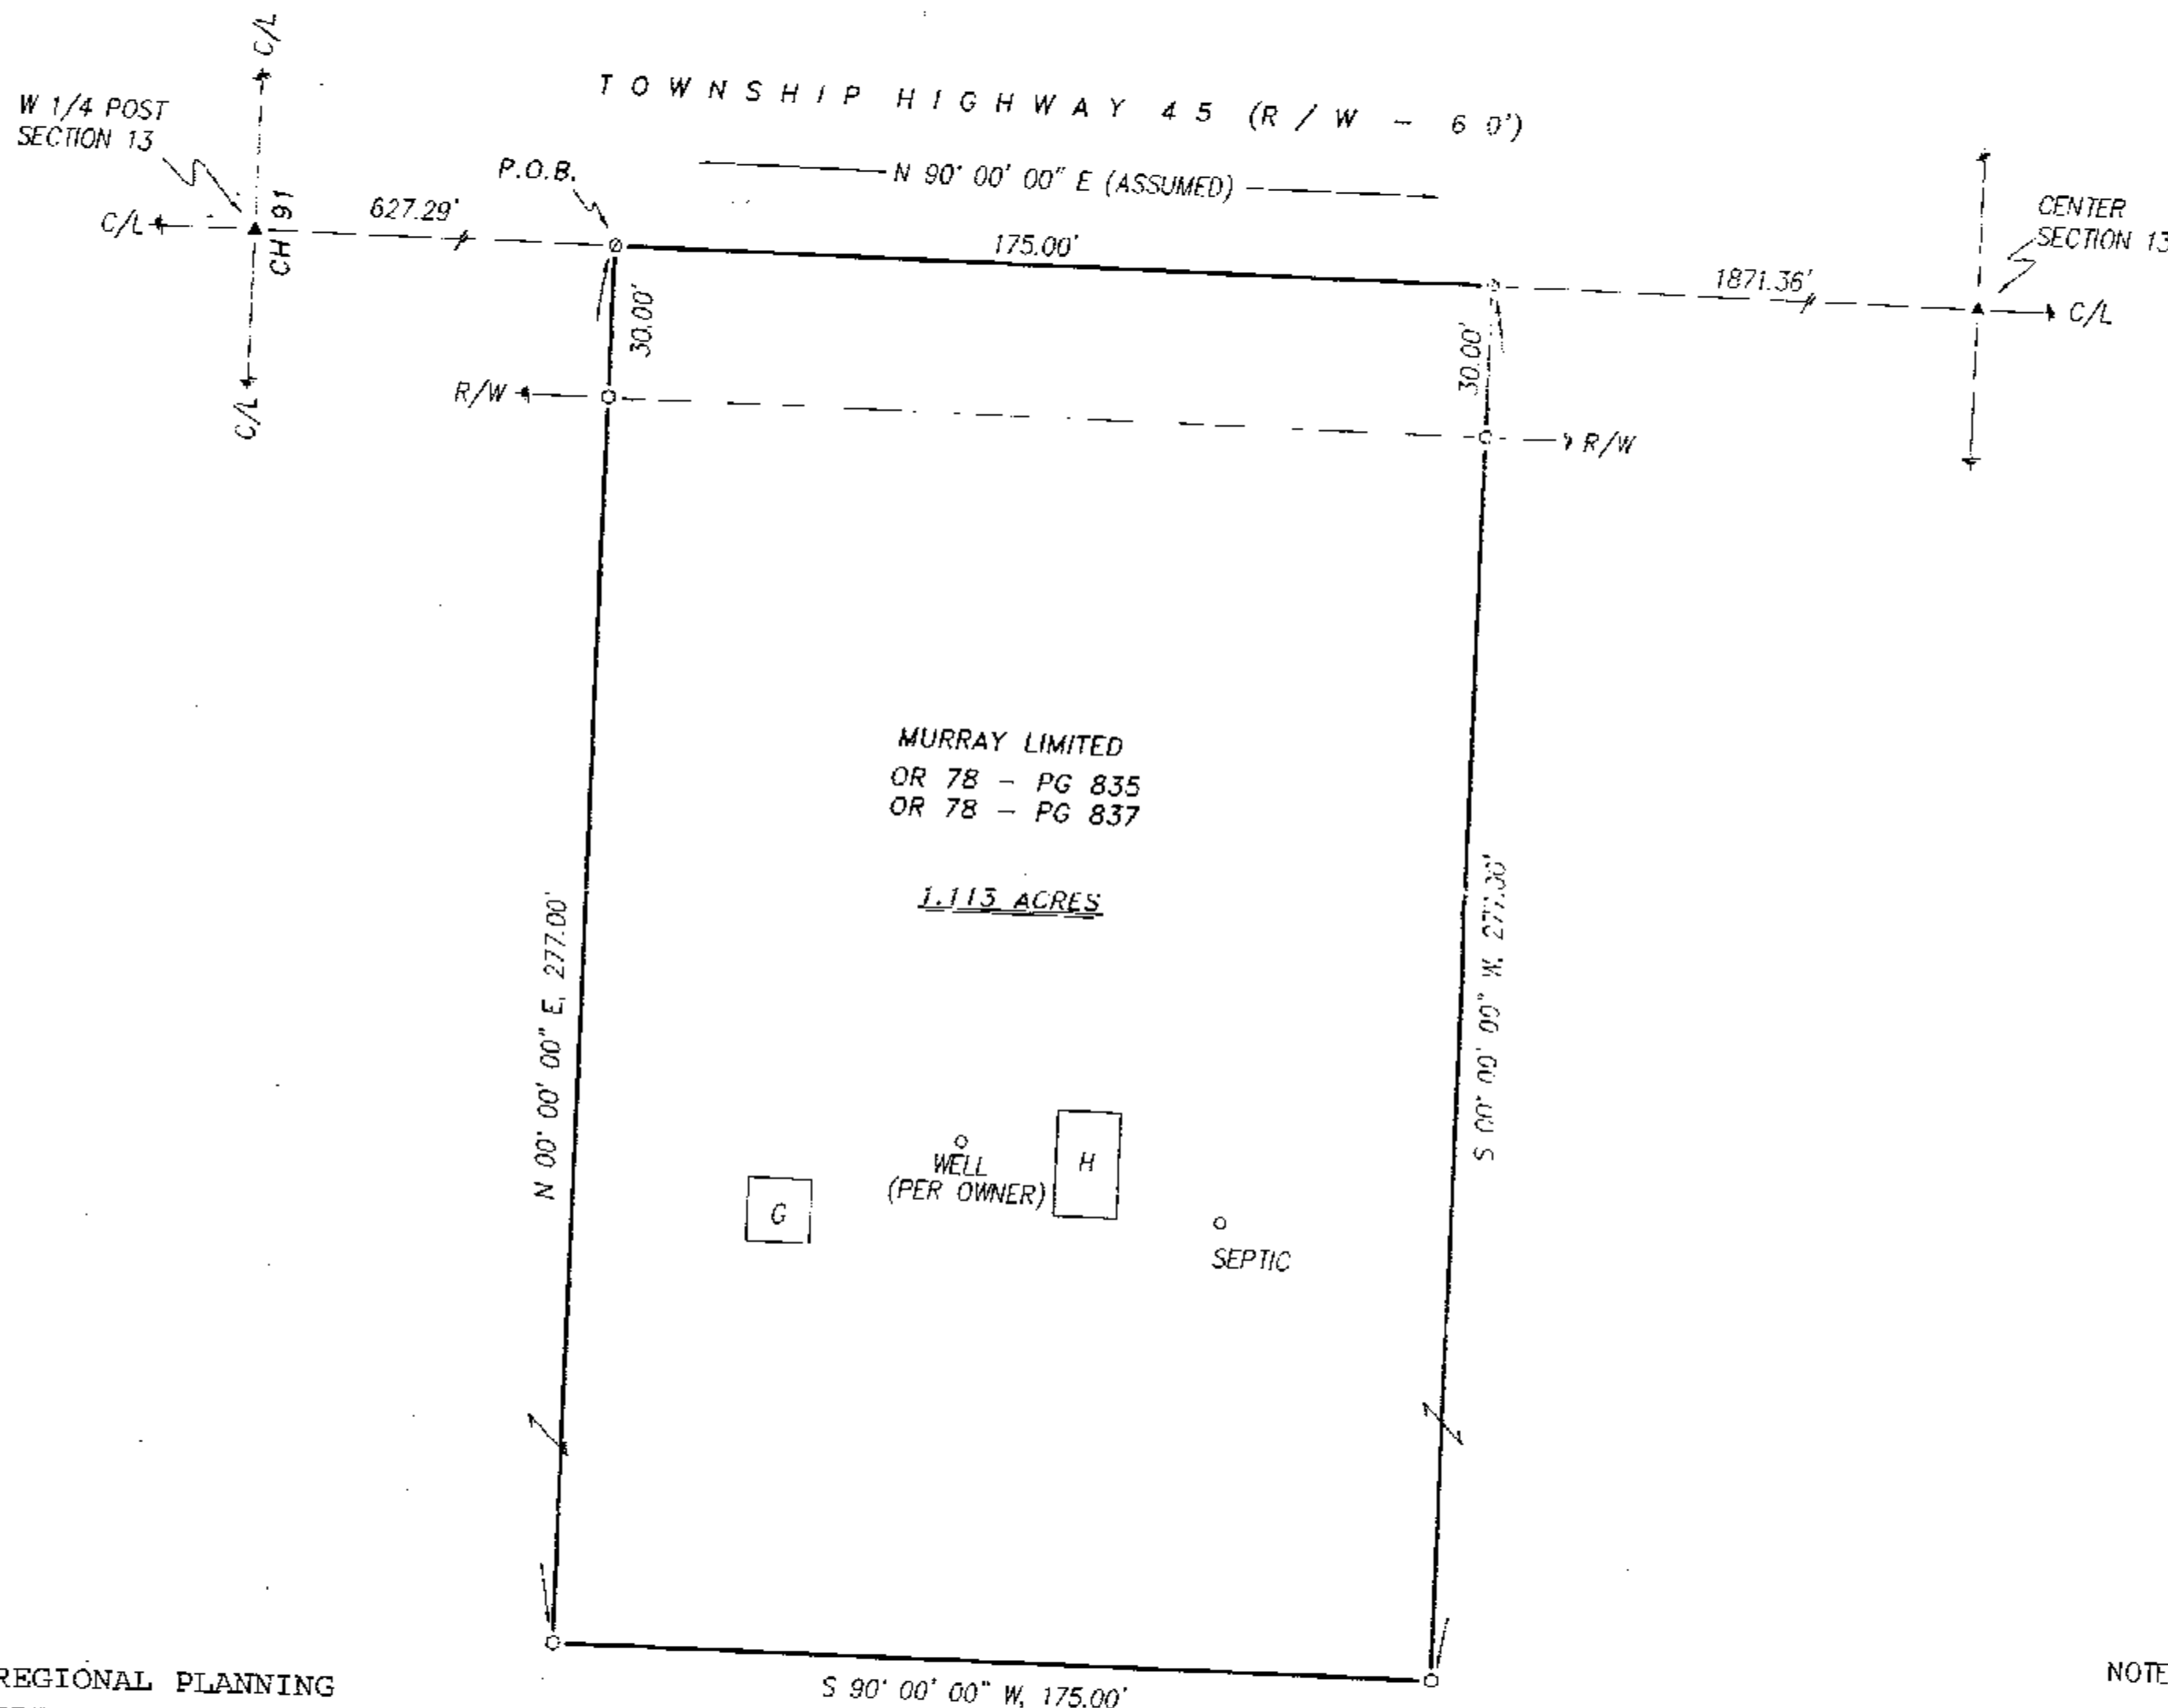 TOWNSHIP HIGHWAY 45 (R/W - 60')
C/L
W 1/4 POST
SECTION 13
P.O.B.
N 90° 00' 00" E (ASSUMED)
C/L
CH 91
627.29'
175.00'
1871.36'
CENTER
SECTION 13
C/L
C/L
30.00'
30.00'
R/W
R/W
MURRAY LIMITED
OR 78 - PG 835
OR 78 - PG 837
1.113 ACRES
N 00° 00' 00" E, 277.00'
S 00° 00' 00" W,
WELL
(PER OWNER)
H
G
SEPTIC
S 90° 00' 00" W, 175.00'
REGIONAL PLANNING
NOTE